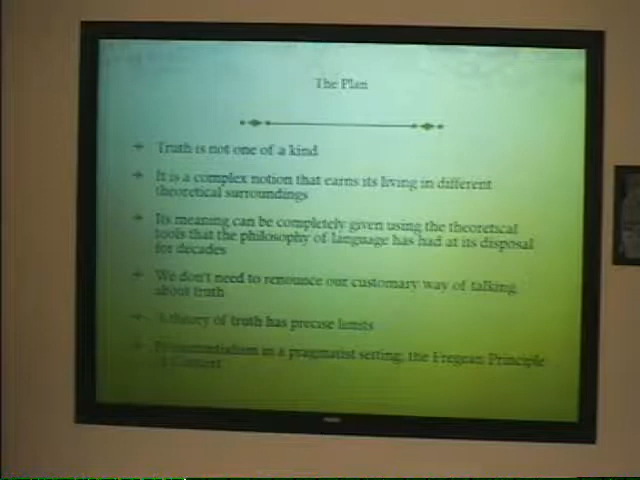 The Plan
Truth is not one of a kind
It is a complex notion that earns its living in different
theoretical surroundings
Its meaning can be completely given using the theoretical
tools that the philosophy of language has had at its disposal
for decades
We don't need to renounce our customary way of talking
about truth
A theory of truth has precise limits
in a pragmatist setting: the Fregean Principle